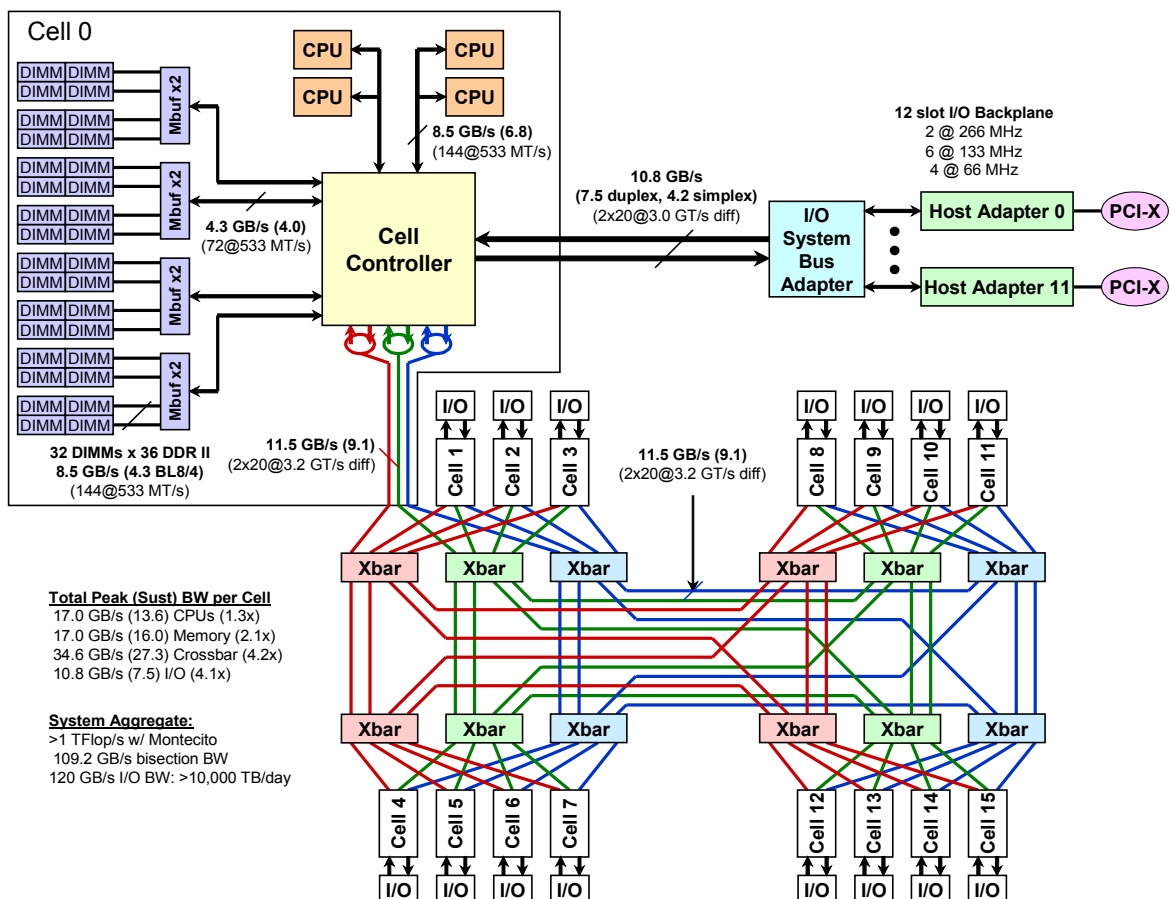 Cell 0
CPU
CPU
CPU
CPU
DIMM DIMM
DIMM DIMM
DIMM DIMM
DIMM DIMM
Mbuf x2
DIMM DIMM
DIMM DIMM
DIMM DIMM
DIMM DIMM
Mbuf x2
DIMM DIMM
DIMM DIMM
DIMM DIMM
DIMM DIMM
Mbuf x2
DIMM DIMM
DIMM DIMM
DIMM DIMM
DIMM DIMM
Mbuf x2
8.5 GB/s (6.8)
(144@533 MT/s)
4.3 GB/s (4.0)
(72@533 MT/s)
Cell
Controller
32 DIMMs x 36 DDR II
8.5 GB/s (4.3 BL8/4)
(144@533 MT/s)
10.8 GB/s
(7.5 duplex, 4.2 simplex)
(2x20@3.0 GT/s diff)
I/O
System
Bus
Adapter
12 slot I/O Backplane
2 @ 266 MHz
6 @ 133 MHz
4 @ 66 MHz
Host Adapter 0
PCI-X
Host Adapter 11
PCI-X
11.5 GB/s (9.1)
(2x20@3.2 GT/s diff)
I/O
I/O
I/O
Cell 1
Cell 2
Cell 3
11.5 GB/s (9.1)
(2x20@3.2 GT/s diff)
I/O
I/O
I/O
I/O
Cell 8
Cell 9
Cell 10
Cell 11
Xbar
Xbar
Xbar
Xbar
Xbar
Xbar
Total Peak (Sust) BW per Cell
17.0 GB/s (13.6) CPUs (1.3x)
17.0 GB/s (16.0) Memory (2.1x)
34.6 GB/s (27.3) Crossbar (4.2x)
10.8 GB/s (7.5) I/O (4.1x)
System Aggregate:
>1 TFlop/s w/ Montecito
109.2 GB/s bisection BW
120 GB/s I/O BW: >10,000 TB/day
Xbar
Xbar
Xbar
Xbar
Xbar
Xbar
Cell 4
Cell 5
Cell 6
Cell 7
Cell 12
Cell 13
Cell 14
Cell 15
I/O
I/O
I/O
I/O
I/O
I/O
I/O
I/O